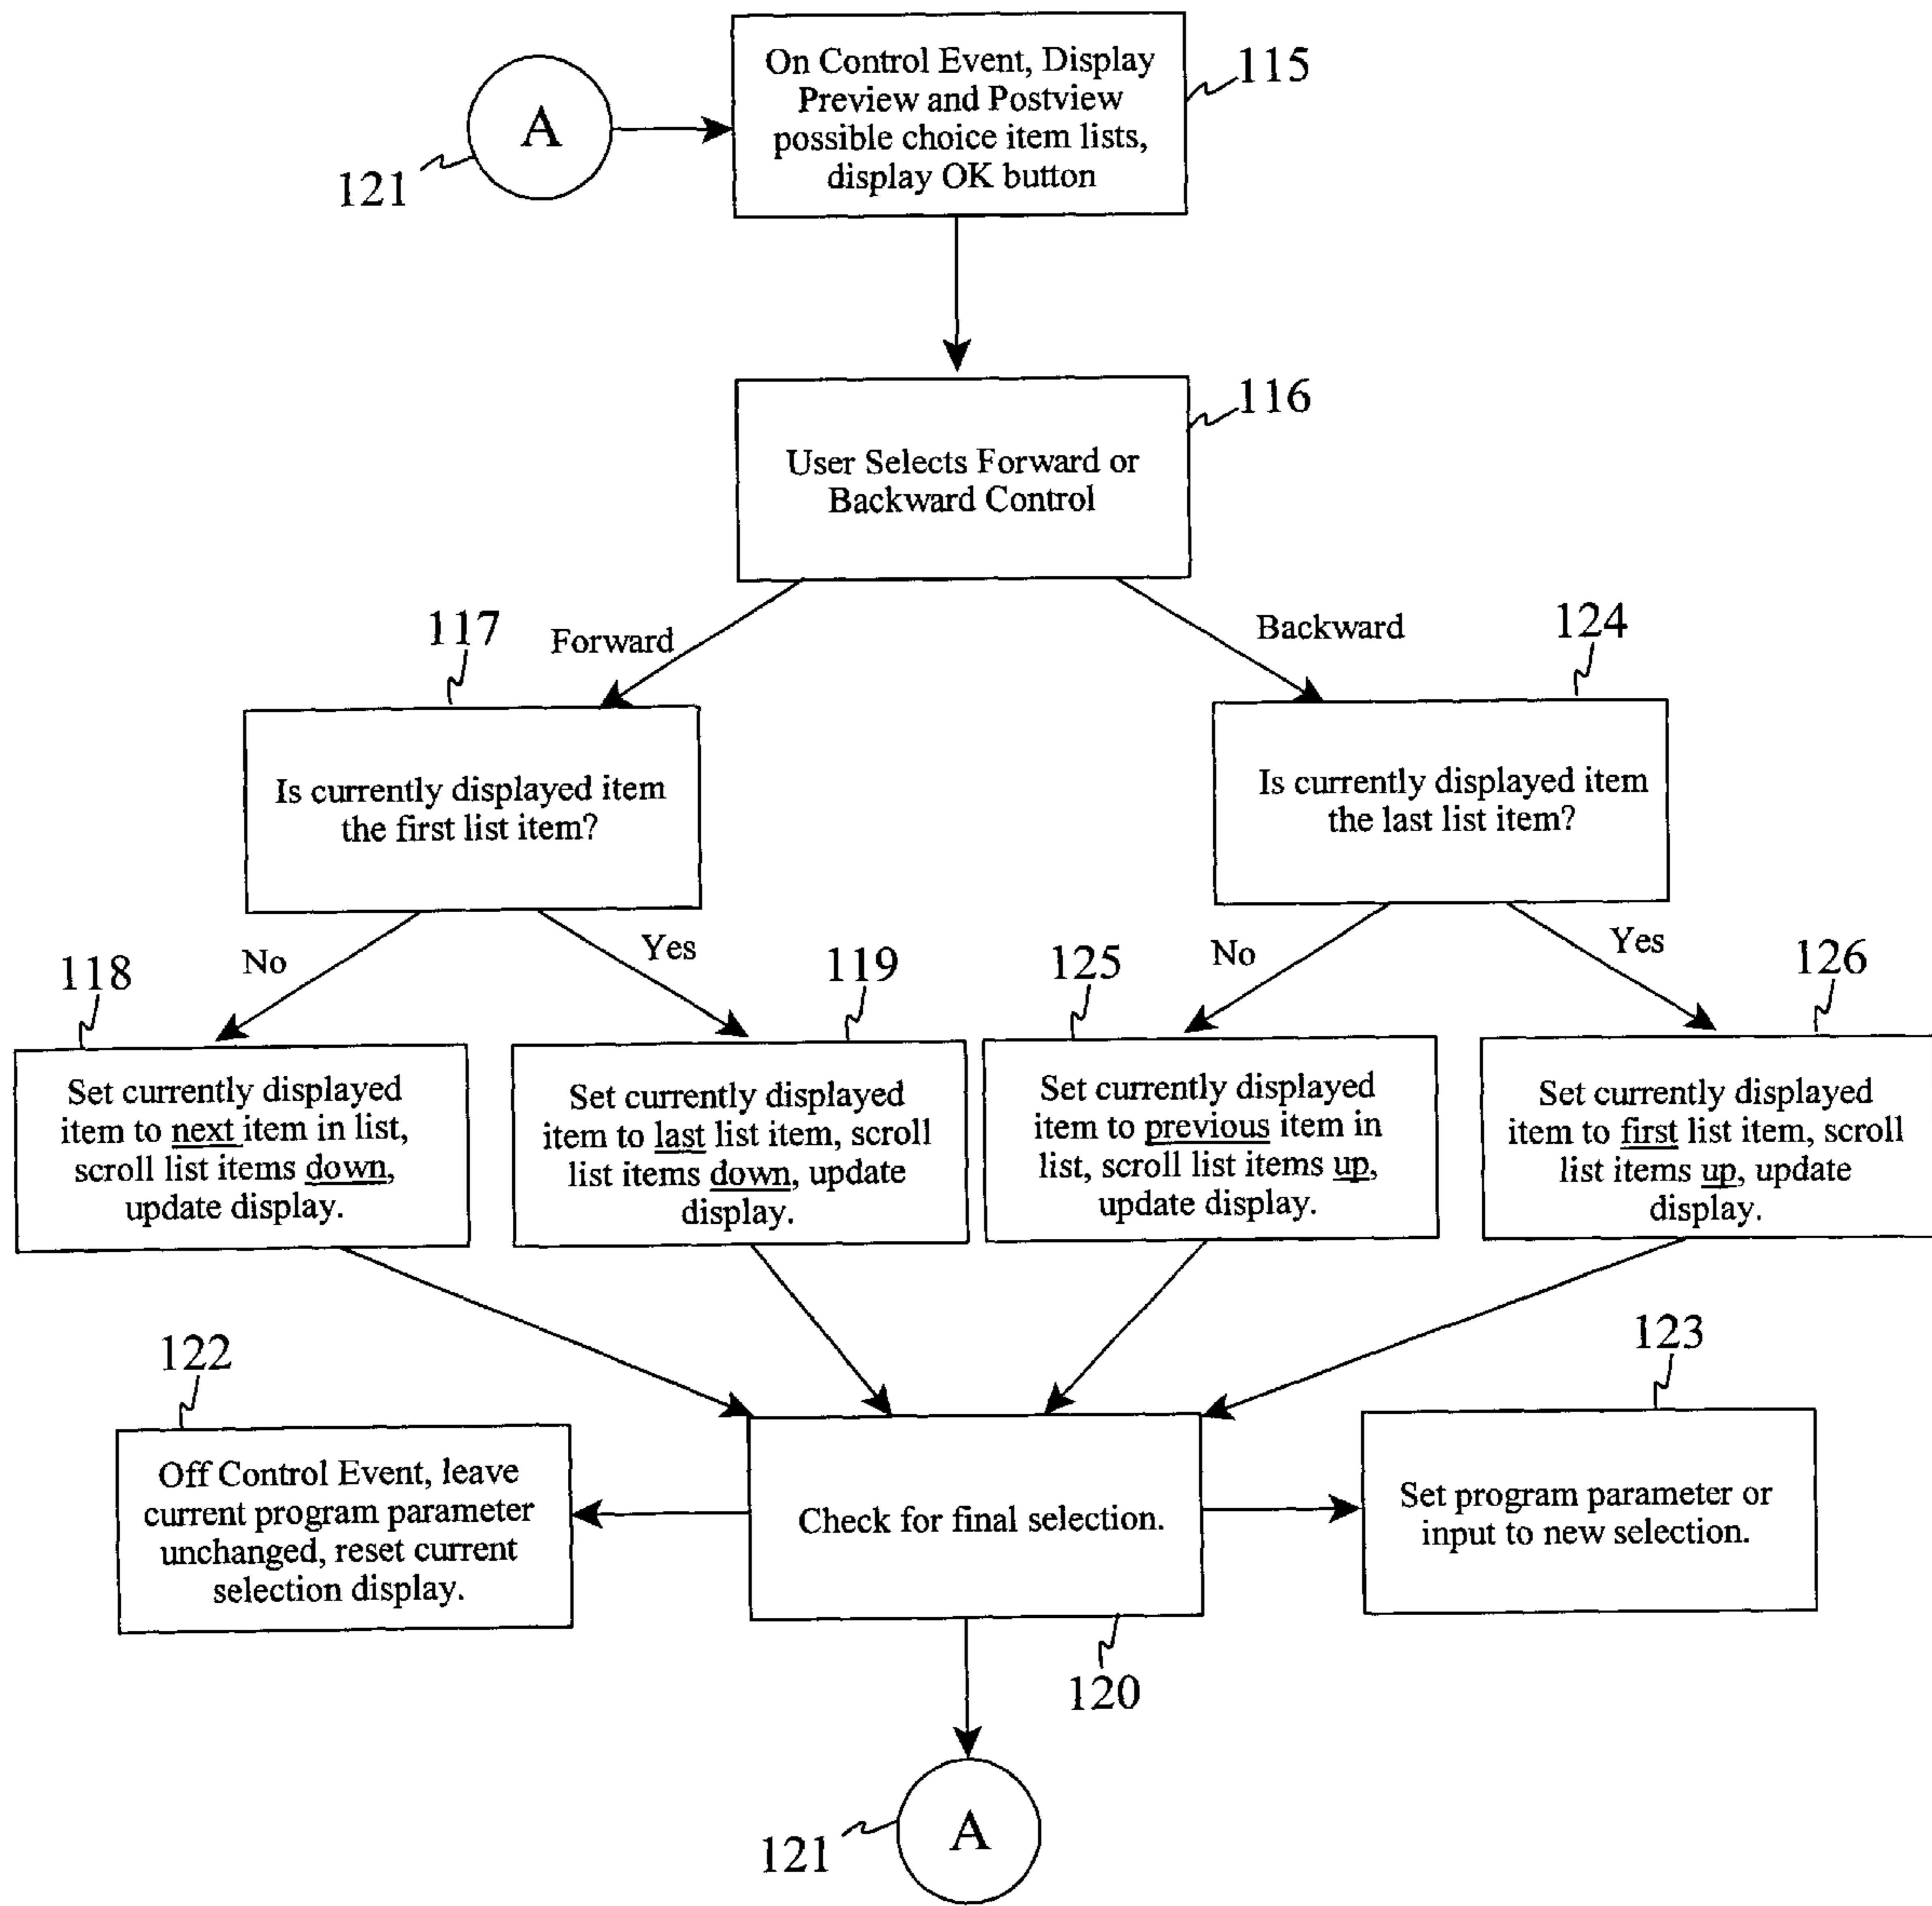 On Control Event, Display
Preview and Postview
possible choice item lists,
display OK button
115
A
121
116
User Selects Forward or
Backward Control
117
Forward
Backward
124
Is currently displayed item
the first list item?
Is currently displayed item
the last list item?
118
No
Yes
119
125
No
Yes
126
Set currently displayed
item to next item in list,
scroll list items down,
update display.
Set currently displayed
item to last list item, scroll
list items down, update
display.
Set currently displayed
item to previous item in
list, scroll list items up,
update display.
Set currently displayed
item to first list item, scroll
list items up, update
display.
122
123
Off Control Event, leave
current program parameter
unchanged, reset current
selection display.
Check for final selection.
Set program parameter or
input to new selection.
120
A
121